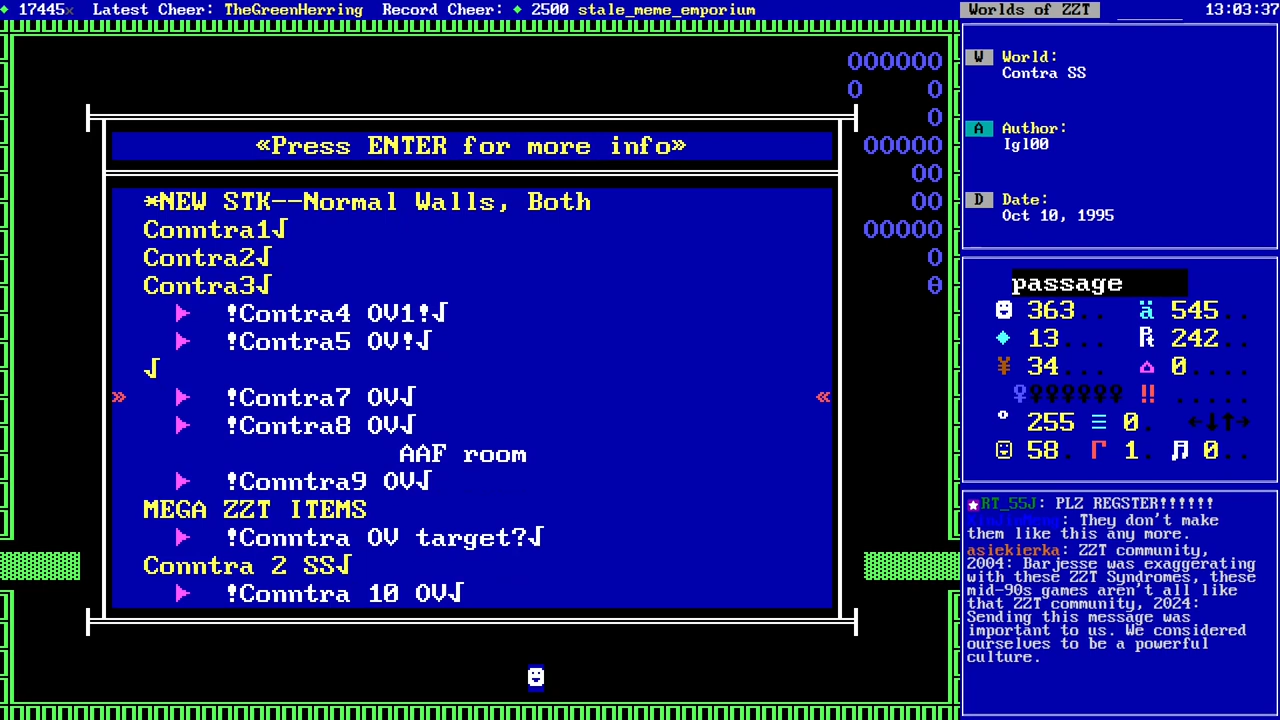 17445x Latest Cheer: TheGreenHerring Record Cheer: 2500 stale_meme_emporium
Worlds of ZZT 13:03:37
W World:
Contra SS
A Author:
Igl00
D Date:
Oct 10, 1995
«Press ENTER for more info»
*NEW STK--Normal Walls, Both
Conntra1√
Contra2√
Contra3√
!Contra4 OV1!√
!Contra5 OV!√
√
» !Contra7 OV√ «
!Contra8 OV√
AAF room
!Conntra9 OV√
MEGA ZZT ITEMS
!Conntra OV target?√
Conntra 2 SS√
!Conntra 10 OV√
passage
363 545
13 242
34 0
255 0
58 1 0
RT_55J: PLZ REGSTER!!!!!!
: They don't make
them like this any more.
asiekierka: ZZT community,
2004: Barjesse was exaggerating
with these ZZT Syndromes, these
mid-90s games aren't all like
that ZZT community, 2024:
Sending this message was
important to us. We considered
ourselves to be a powerful
culture.